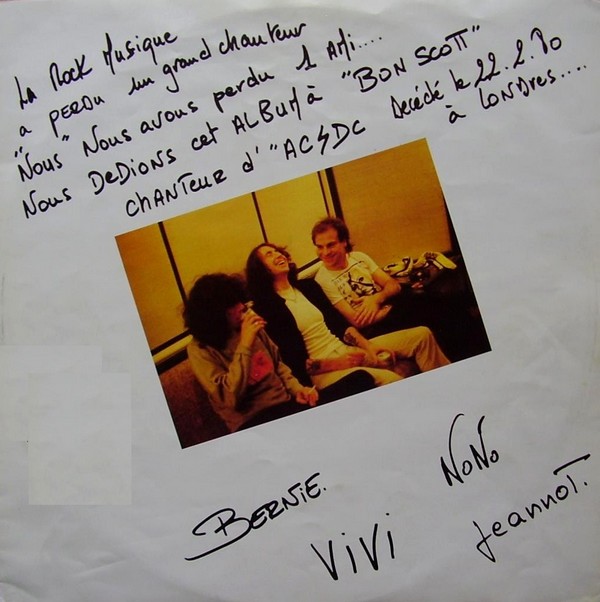 La Rock Musique
a PERDU un grand chanteur
"Nous" Nous avons perdu 1 AMi....
Nous DeDions cet ALBUM à "BON SCOTT"
CHANTEUR d'"AC⚡DC Décédé le 22.2.80
à LONDres....
BERNiE.
NoNo
ViVi
Jeannot.